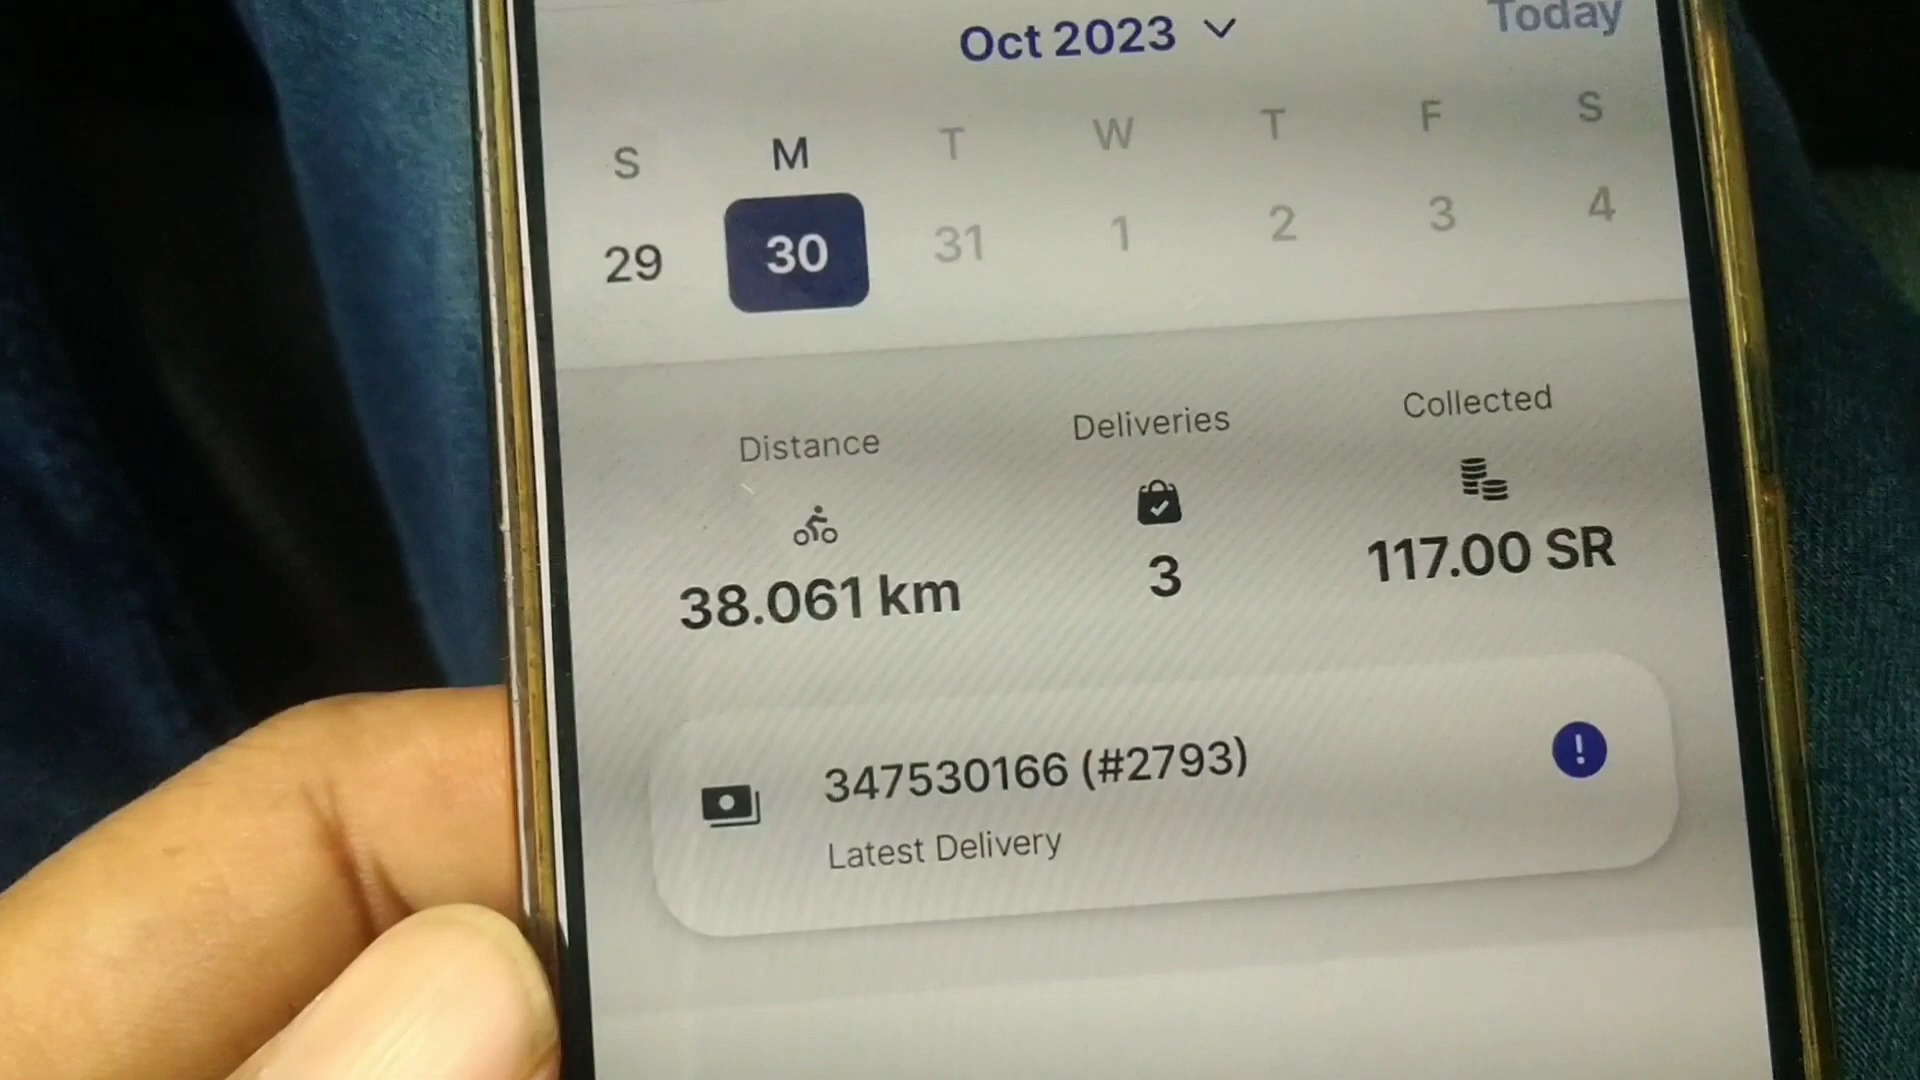 Oct 2023 Today
S M T W T F S
29 30 31 1 2 3 4
Distance Deliveries Collected
38.061 km 3 117.00 SR
347530166 (#2793)
Latest Delivery